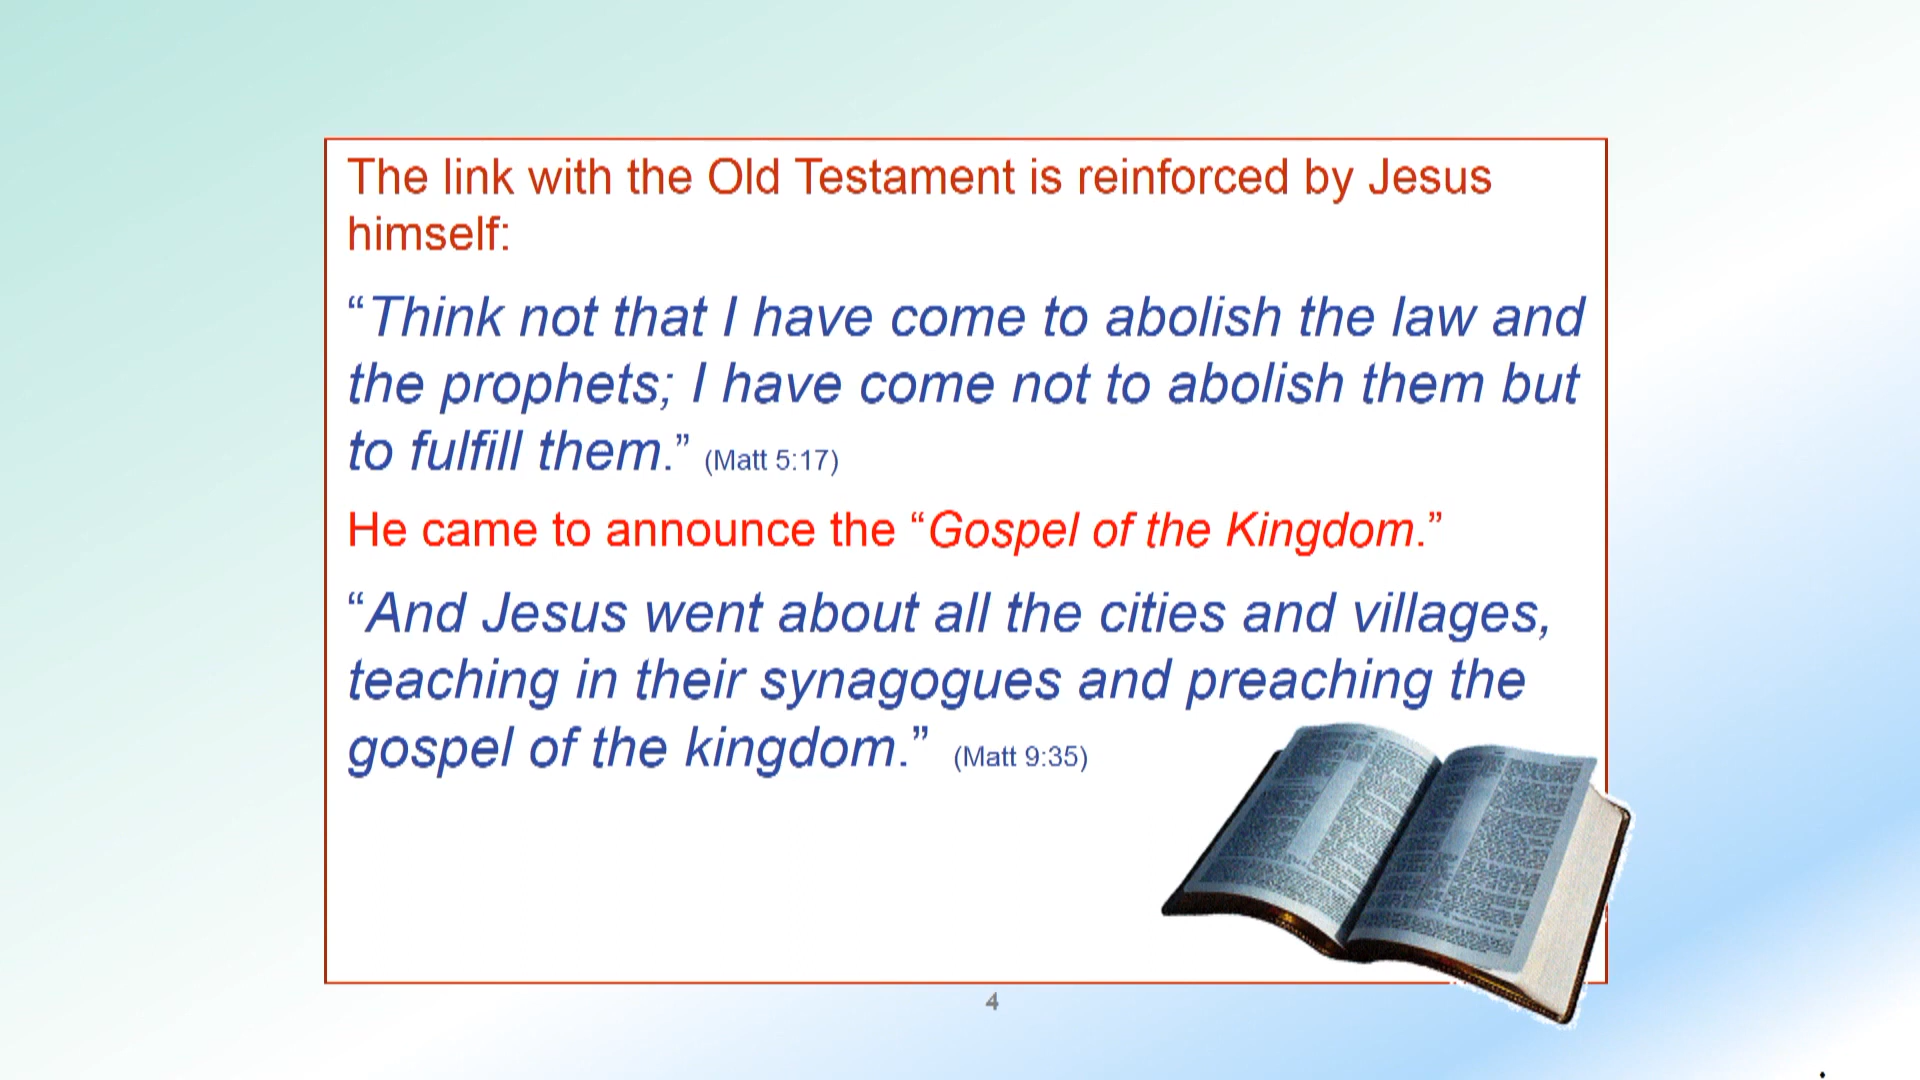 The link with the Old Testament is reinforced by Jesus
himself:
“Think not that I have come to abolish the law and
the prophets; I have come not to abolish them but
to fulfill them.” (Matt 5:17)
He came to announce the “Gospel of the Kingdom.”
“And Jesus went about all the cities and villages,
teaching in their synagogues and preaching the
gospel of the kingdom.” (Matt 9:35)
4